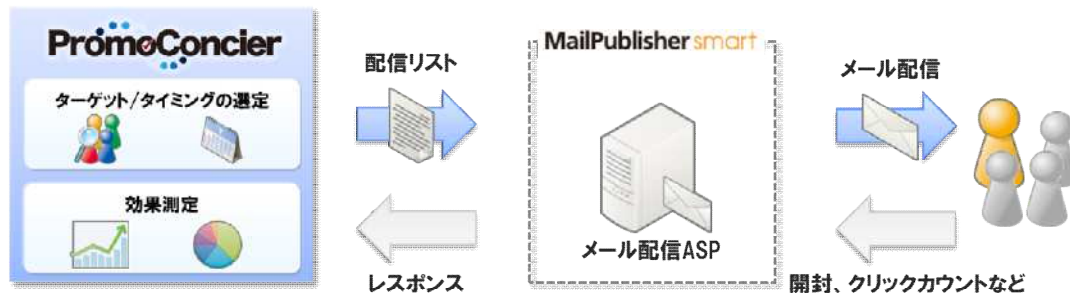 PromoConcier
ターゲット/タイミングの選定
効果測定
配信リスト
レスポンス
MailPublisher smart
メール配信ASP
メール配信
開封、クリックカウントなど